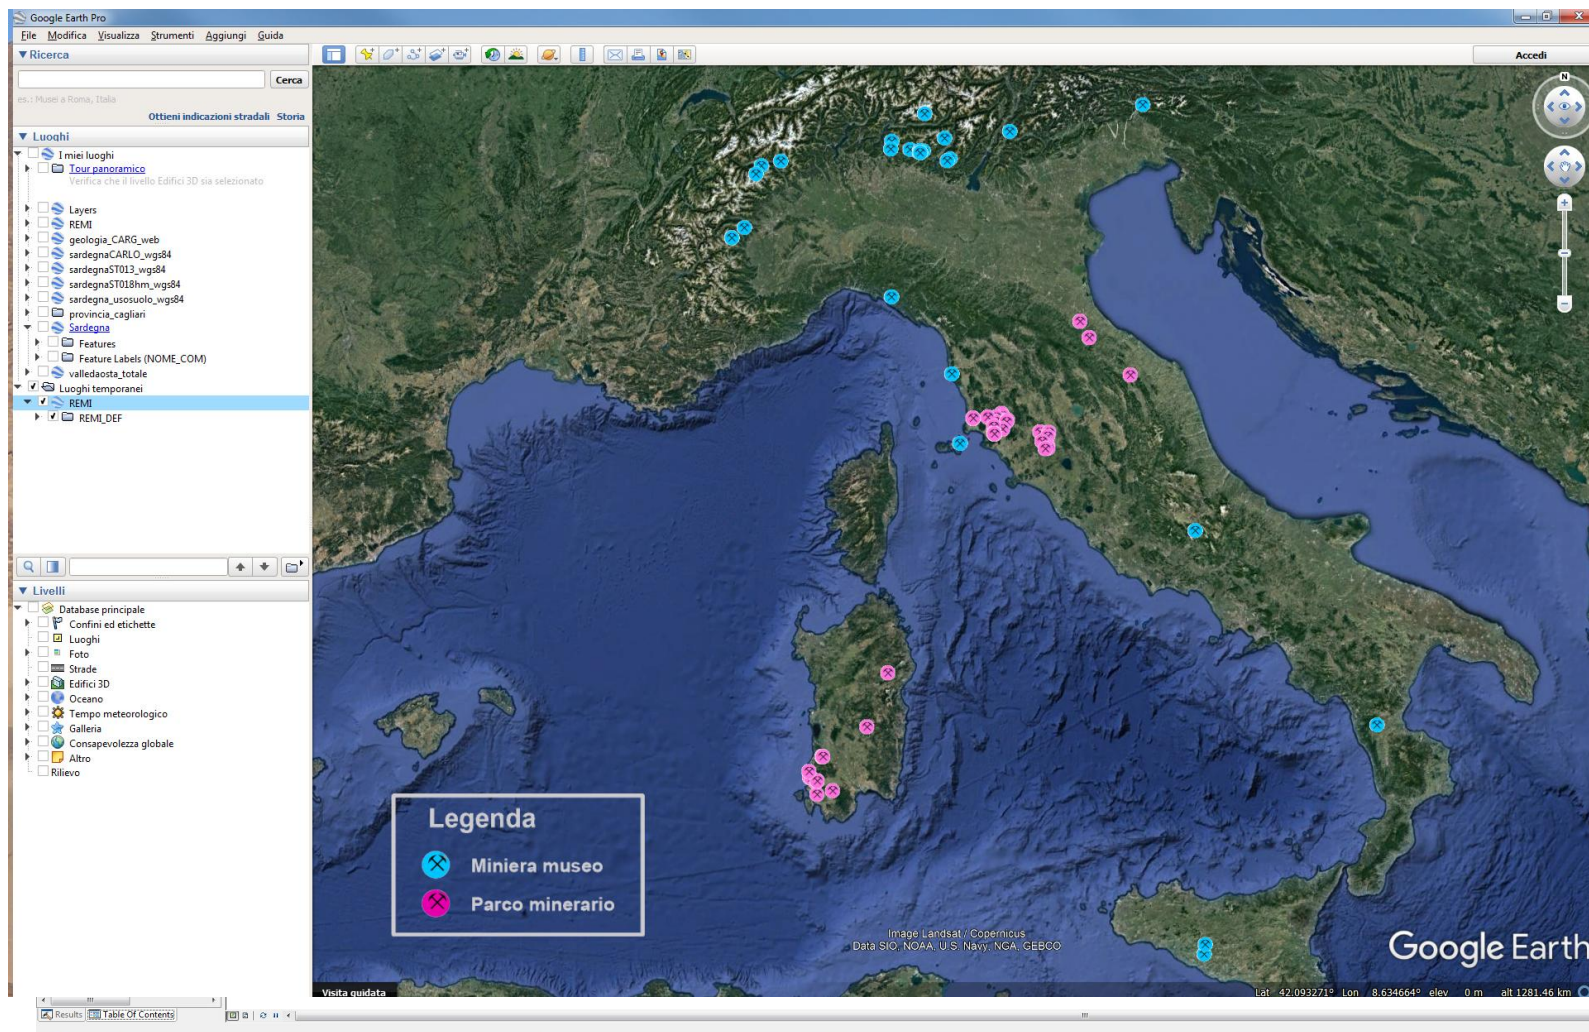 Google Earth Pro
File Modifica Visualizza Strumenti Aggiungi Guida
Ricerca
Cerca
es.: Musei a Roma, Italia
Ottieni indicazioni stradali Storia
Luoghi
I miei luoghi
Tour panoramico
Verifica che il livello Edifici 3D sia selezionato
Layers
REMI
geologia_CARG_web
sardegnaCARLO_wgs84
sardegnaST013_wgs84
sardegnaST018hm_wgs84
sardegna_usosuolo_wgs84
provincia_cagliari
Sardegna
Features
Feature Labels (NOME_COM)
valledaosta_totale
Luoghi temporanei
REMI
REMI_DEF
Livelli
Database principale
Confini ed etichette
Luoghi
Foto
Strade
Edifici 3D
Oceano
Tempo meteorologico
Galleria
Consapevolezza globale
Altro
Rilievo
Accedi
N
Legenda
Miniera museo
Parco minerario
Image Landsat / Copernicus
Data SIO, NOAA, U.S. Navy, NGA, GEBCO
Google Earth
Visita guidata
Lat 42.093271° Lon 8.634664° elev 0 m alt 1281.46 km
Results Table Of Contents